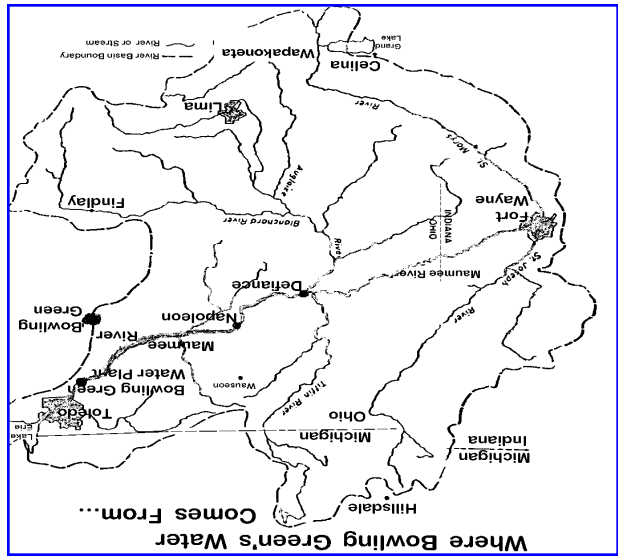 Where Bowling Green's Water
Comes From...
Hillsdale
Michigan
Indiana
Michigan
Ohio
Lake
Erie
Toledo
Bowling Green
Water Plant
Wauseon
Tiffin River
St. Joseph
River
Maumee
River
Napoleon
Bowling
Green
Defiance
Maumee River
Fort
Wayne
INDIANA
OHIO
River
Auglaize
Blanchard River
Findlay
St. Marys
River
Lima
Celina
Grand
Lake
Wapakoneta
River Basin Boundary
River or Stream